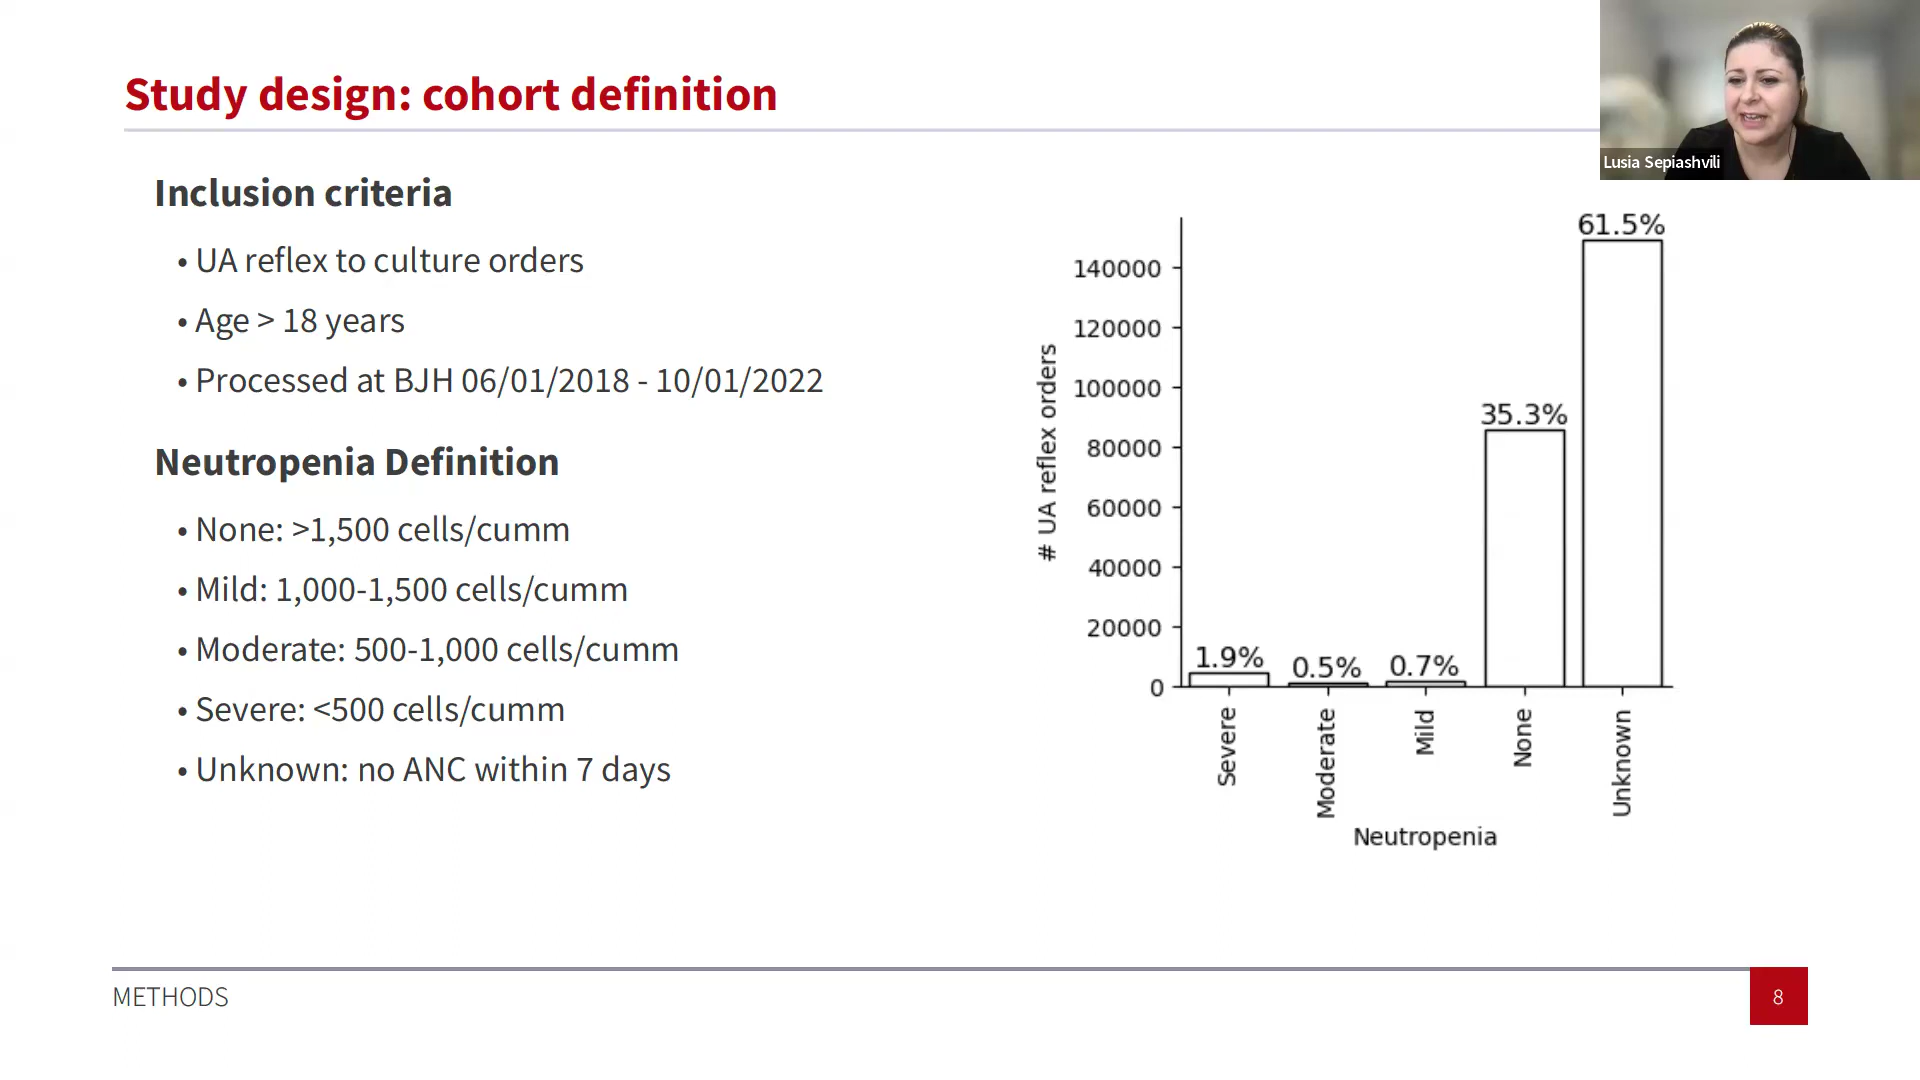 Study design: cohort definition
Lusia Sepiashvili
Inclusion criteria
• UA reflex to culture orders
• Age > 18 years
• Processed at BJH 06/01/2018 - 10/01/2022
Neutropenia Definition
• None: >1,500 cells/cumm
• Mild: 1,000-1,500 cells/cumm
• Moderate: 500-1,000 cells/cumm
• Severe: <500 cells/cumm
• Unknown: no ANC within 7 days
# UA reflex orders
140000
120000
100000
80000
60000
40000
20000
0
1.9%
0.5%
0.7%
35.3%
61.5%
Severe
Moderate
Mild
None
Unknown
Neutropenia
METHODS
8